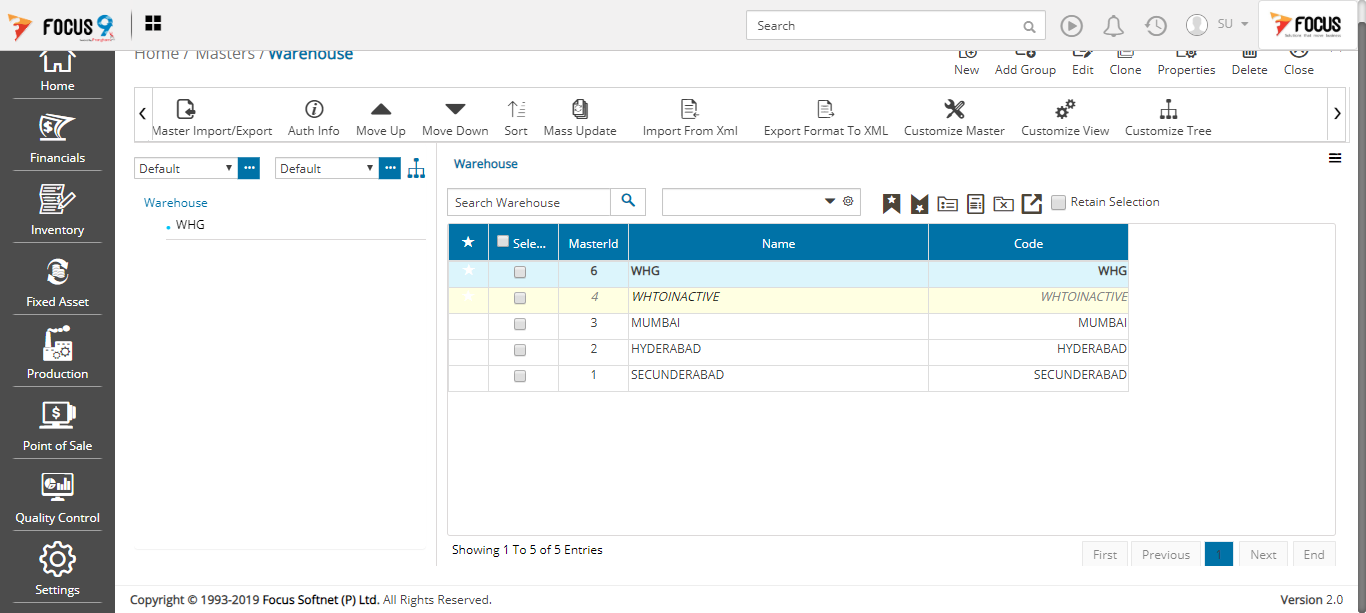 FOCUS 9
Search
SU
FOCUS
Home / Masters / Warehouse
New Add Group Edit Clone Properties Delete Close
Master Import/Export Auth Info Move Up Move Down Sort Mass Update Import From Xml Export Format To XML Customize Master Customize View Customize Tree
Home
Financials
Inventory
Fixed Asset
Production
Point of Sale
Quality Control
Settings
Default Default
Warehouse
WHG
Warehouse
Search Warehouse
Retain Selection
Sele... MasterId Name Code
6 WHG WHG
4 WHTOINACTIVE WHTOINACTIVE
3 MUMBAI MUMBAI
2 HYDERABAD HYDERABAD
1 SECUNDERABAD SECUNDERABAD
Showing 1 To 5 of 5 Entries
First Previous 1 Next End
Copyright © 1993-2019 Focus Softnet (P) Ltd. All Rights Reserved.
Version 2.0